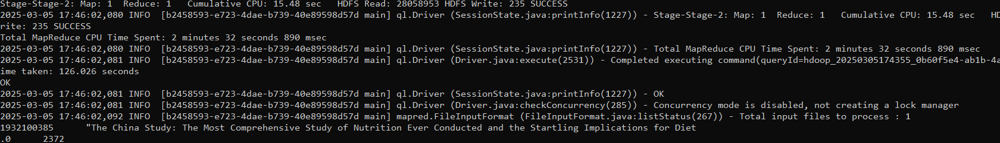 Stage-Stage-2: Map: 1  Reduce: 1   Cumulative CPU: 15.48 sec   HDFS Read: 28058953 HDFS Write: 235 SUCCESS
2025-03-05 17:46:02,080 INFO  [b2458593-e723-4dae-b739-40e89598d57d main] ql.Driver (SessionState.java:printInfo(1227)) - Stage-Stage-2: Map: 1  Reduce: 1   Cumulative CPU: 15.48 sec   HD
rite: 235 SUCCESS
Total MapReduce CPU Time Spent: 2 minutes 32 seconds 890 msec
2025-03-05 17:46:02,080 INFO  [b2458593-e723-4dae-b739-40e89598d57d main] ql.Driver (SessionState.java:printInfo(1227)) - Total MapReduce CPU Time Spent: 2 minutes 32 seconds 890 msec
2025-03-05 17:46:02,081 INFO  [b2458593-e723-4dae-b739-40e89598d57d main] ql.Driver (Driver.java:execute(2531)) - Completed executing command(queryId=hdoop_20250305174355_0b60f5e4-ab1b-4a
ime taken: 126.026 seconds
OK
2025-03-05 17:46:02,081 INFO  [b2458593-e723-4dae-b739-40e89598d57d main] ql.Driver (SessionState.java:printInfo(1227)) - OK
2025-03-05 17:46:02,081 INFO  [b2458593-e723-4dae-b739-40e89598d57d main] ql.Driver (Driver.java:checkConcurrency(285)) - Concurrency mode is disabled, not creating a lock manager
2025-03-05 17:46:02,092 INFO  [b2458593-e723-4dae-b739-40e89598d57d main] mapred.FileInputFormat (FileInputFormat.java:listStatus(267)) - Total input files to process : 1
1932100385      "The China Study: The Most Comprehensive Study of Nutrition Ever Conducted and the Startling Implications for Diet
.0      2372